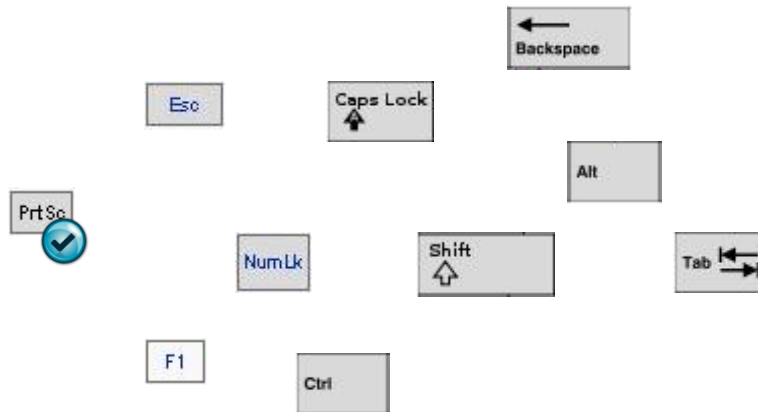 Backspace
Esc
Caps Lock
A
Alt
PrtSc
NumLk
Shift
Tab
F1
Ctrl